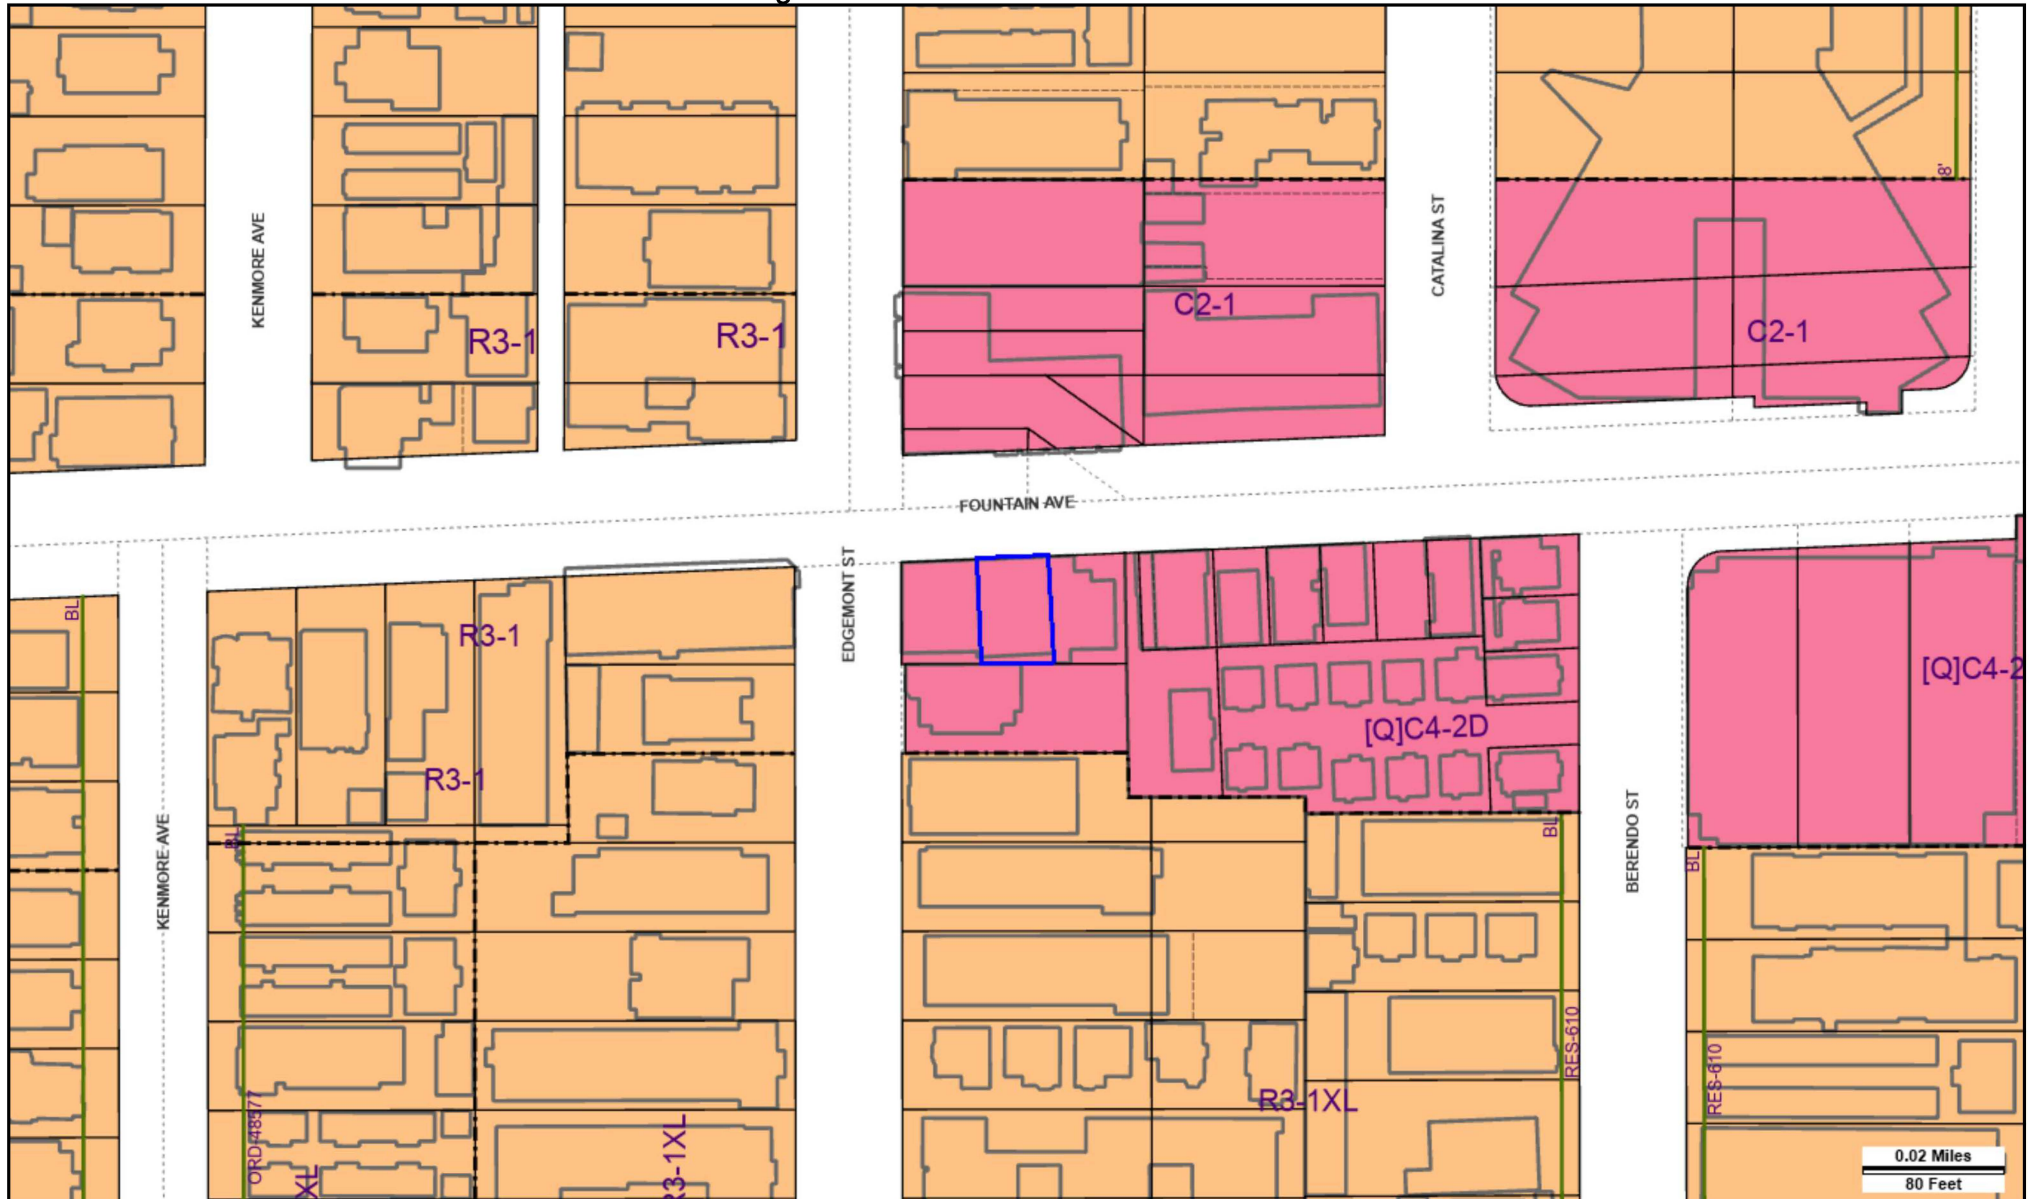 8'
KENMORE AVE
CATALINA ST
C2-1
R3-1
R3-1
C2-1
FOUNTAIN AVE
EDGEMONT ST
BL
R3-1
[Q]C4-2
[Q]C4-2D
R3-1
KENMORE AVE
BL
BL
BERENDO ST
BL
RES-610
RES-610
R3-1XL
ORD-48577
XL
R3-1XL
0.02 Miles
80 Feet